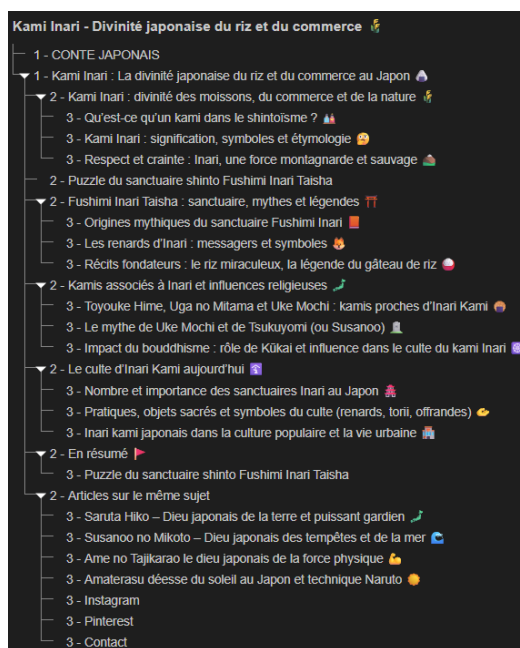 Kami Inari - Divinité japonaise du riz et du commerce
1 - CONTE JAPONAIS
1 - Kami Inari : La divinité japonaise du riz et du commerce au Japon 🍙
2 - Kami Inari : divinité des moissons, du commerce et de la nature
3 - Qu'est-ce qu'un kami dans le shintoïsme ? 🎎
3 - Kami Inari : signification, symboles et étymologie 🤔
3 - Respect et crainte : Inari, une force montagnarde et sauvage ⛰️
2 - Puzzle du sanctuaire shinto Fushimi Inari Taisha
2 - Fushimi Inari Taisha : sanctuaire, mythes et légendes ⛩️
3 - Origines mythiques du sanctuaire Fushimi Inari 📕
3 - Les renards d'Inari : messagers et symboles 🦊
3 - Récits fondateurs : le riz miraculeux, la légende du gâteau de riz 🍚
2 - Kamis associés à Inari et influences religieuses 🗾
3 - Toyouke Hime, Uga no Mitama et Uke Mochi : kamis proches d'Inari Kami 🍘
3 - Le mythe de Uke Mochi et de Tsukuyomi (ou Susanoo) 🪦
3 - Impact du bouddhisme : rôle de Kūkai et influence dans le culte du kami Inari ☸️
2 - Le culte d'Inari Kami aujourd'hui 🛐
3 - Nombre et importance des sanctuaires Inari au Japon 🏯
3 - Pratiques, objets sacrés et symboles du culte (renards, torii, offrandes) 🫴
3 - Inari kami japonais dans la culture populaire et la vie urbaine 🏣
2 - En résumé 🚩
3 - Puzzle du sanctuaire shinto Fushimi Inari Taisha
2 - Articles sur le même sujet
3 - Saruta Hiko – Dieu japonais de la terre et puissant gardien 🗾
3 - Susanoo no Mikoto – Dieu japonais des tempêtes et de la mer 🌊
3 - Ame no Tajikarao le dieu japonais de la force physique 💪
3 - Amaterasu déesse du soleil au Japon et technique Naruto 🌞
3 - Instagram
3 - Pinterest
3 - Contact